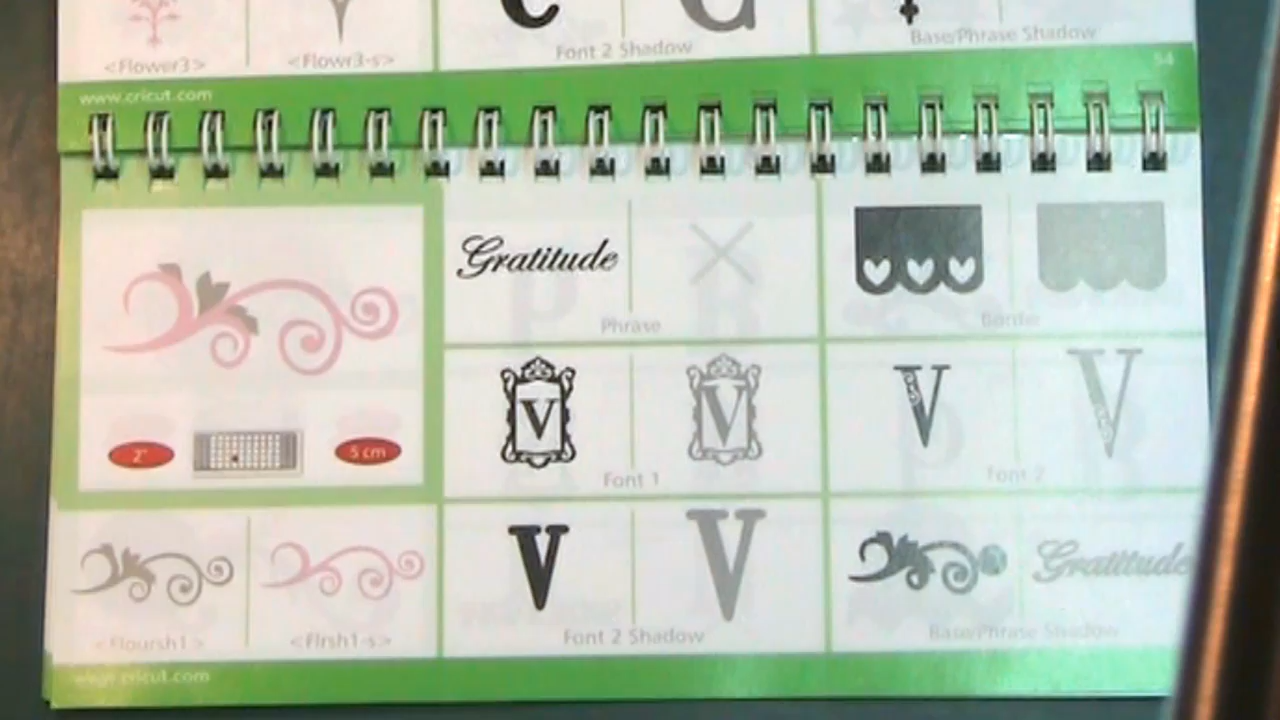 <Flower3> <Flowr3-s> Font 2 Shadow Base/Phrase Shadow
www.cricut.com 54
Gratitude
Phrase Border
V V V V
2" 5 cm
Font 1 Font 2
V V Gratitude
<Floursh1> <Flrsh1-s> Font 2 Shadow Base/Phrase Shadow
www.cricut.com